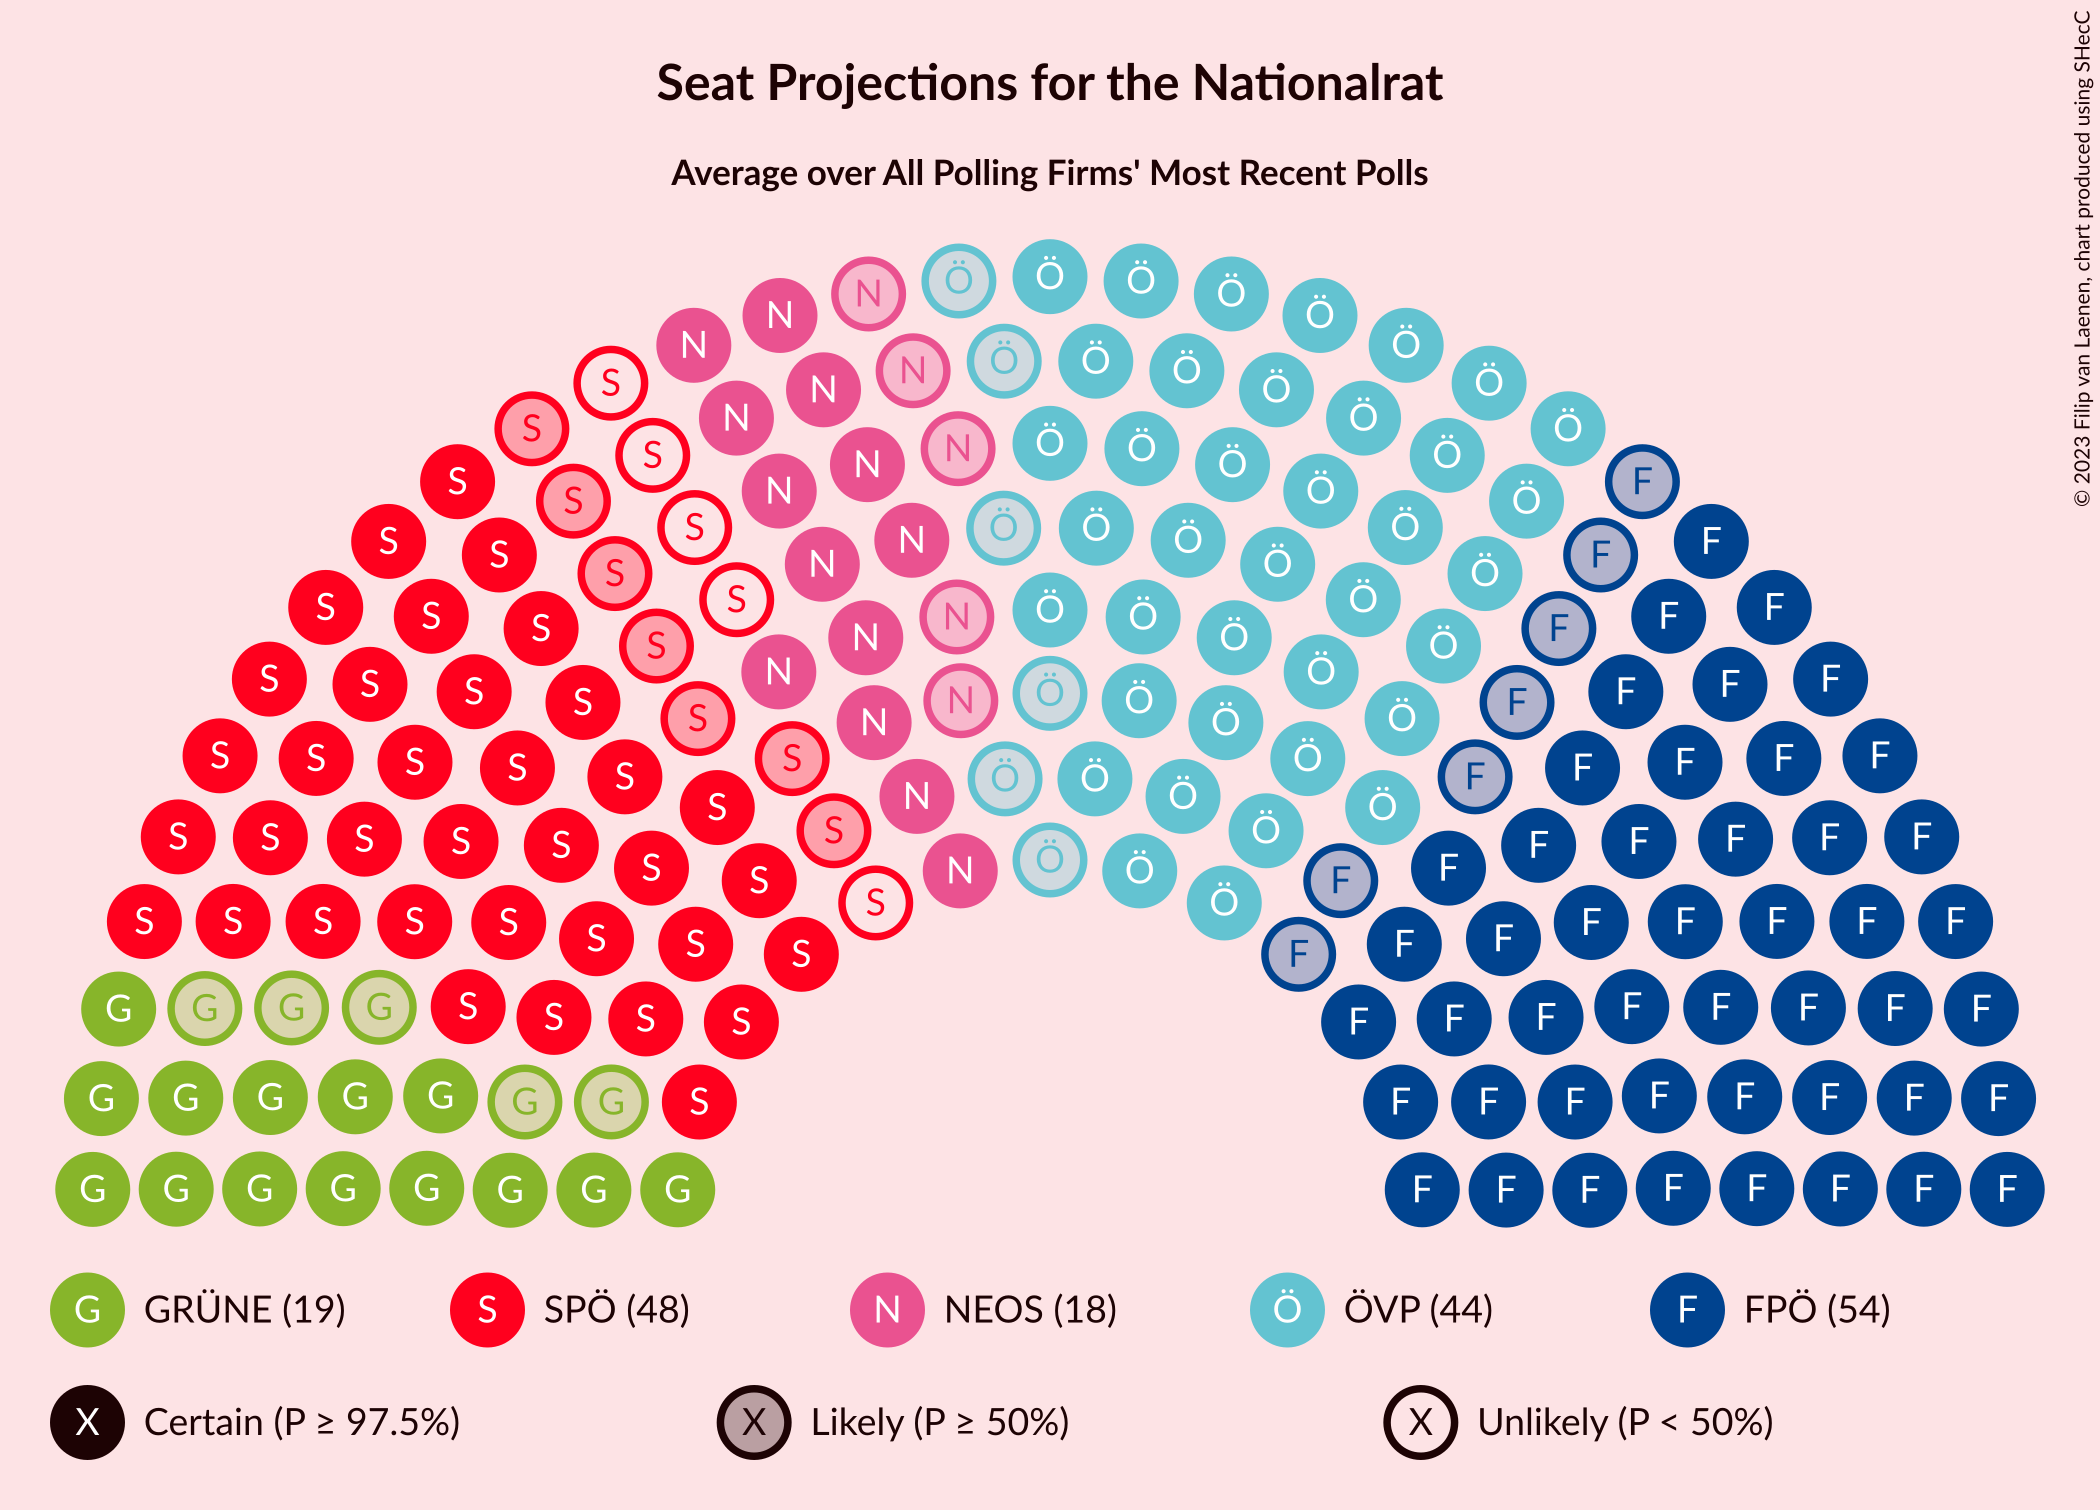 Seat Projections for the Nationalrat
Average over All Polling Firms' Most Recent Polls
© 2023 Filip van Laenen, chart produced using SHecC
N N N Ö Ö Ö Ö Ö Ö Ö Ö
G GRÜNE (19) S SPÖ (48) N NEOS (18) Ö ÖVP (44) F FPÖ (54)
X Certain (P ≥ 97.5%) X Likely (P ≥ 50%) X Unlikely (P < 50%)